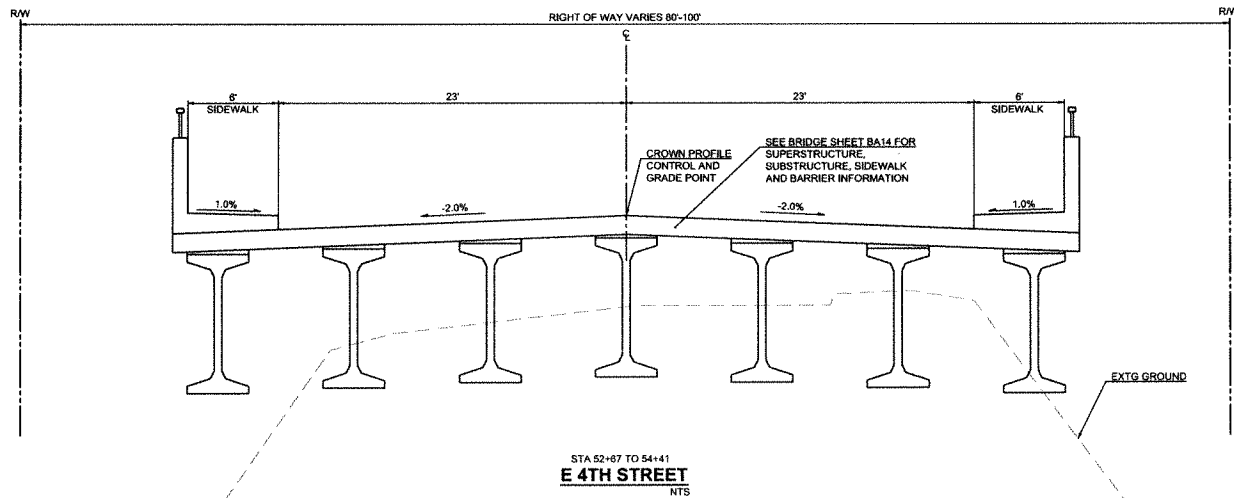 R/W
RIGHT OF WAY VARIES 80'-100'
R/W
℄
6'
SIDEWALK
23'
23'
6'
SIDEWALK
CROWN PROFILE
CONTROL AND
GRADE POINT
SEE BRIDGE SHEET BA14 FOR
SUPERSTRUCTURE,
SUBSTRUCTURE, SIDEWALK
AND BARRIER INFORMATION
1.0%
-2.0%
-2.0%
1.0%
EXTG GROUND
STA 52+67 TO 54+41
E 4TH STREET
NTS